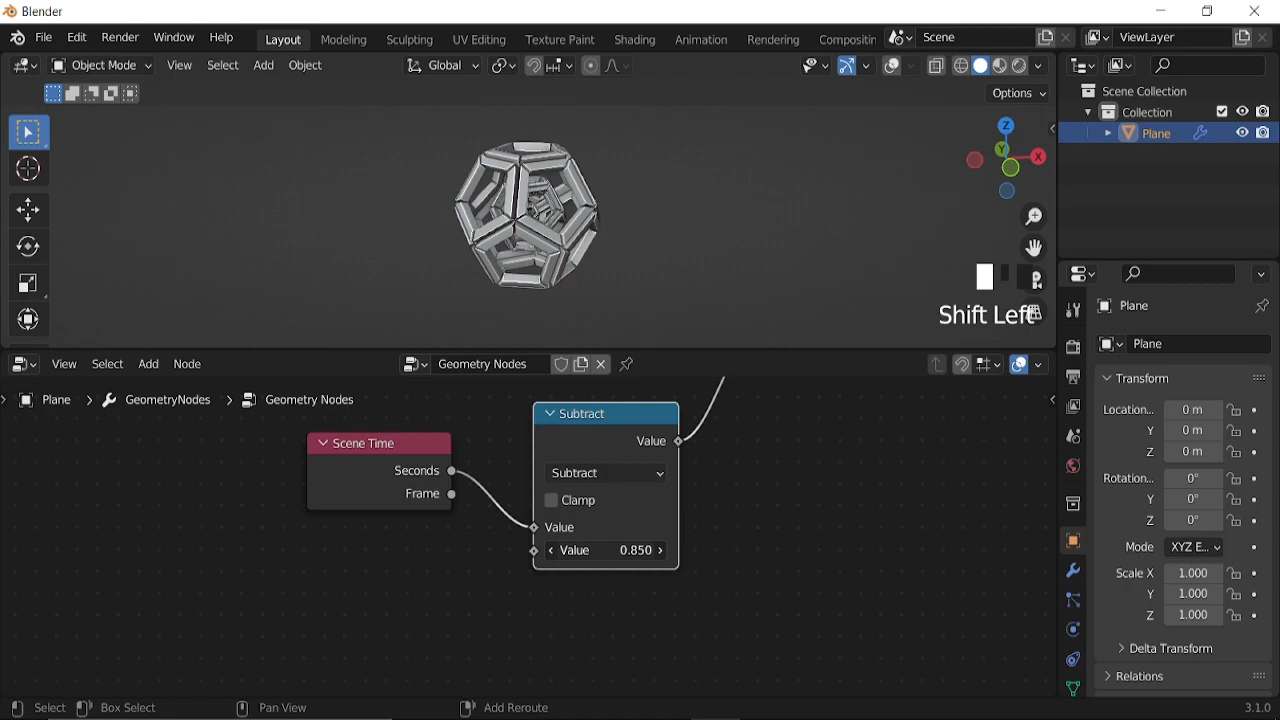 Blender
File Edit Render Window Help Layout Modeling Sculpting UV Editing Texture Paint Shading Animation Rendering Compositin Scene ViewLayer
Object Mode View Select Add Object Global
Options
Scene Collection
Collection
Plane
Z
Y
X
Shift Left
Plane
Plane
View Select Add Node Geometry Nodes
Plane GeometryNodes Geometry Nodes
Scene Time
Seconds
Frame
Subtract
Value
Subtract
Clamp
Value
Value 0.850
Transform
Location... 0 m
Y 0 m
Z 0 m
Rotation... 0°
Y 0°
Z 0°
Mode XYZ E...
Scale X 1.000
Y 1.000
Z 1.000
Delta Transform
Relations
Select Box Select Pan View Add Reroute 3.1.0